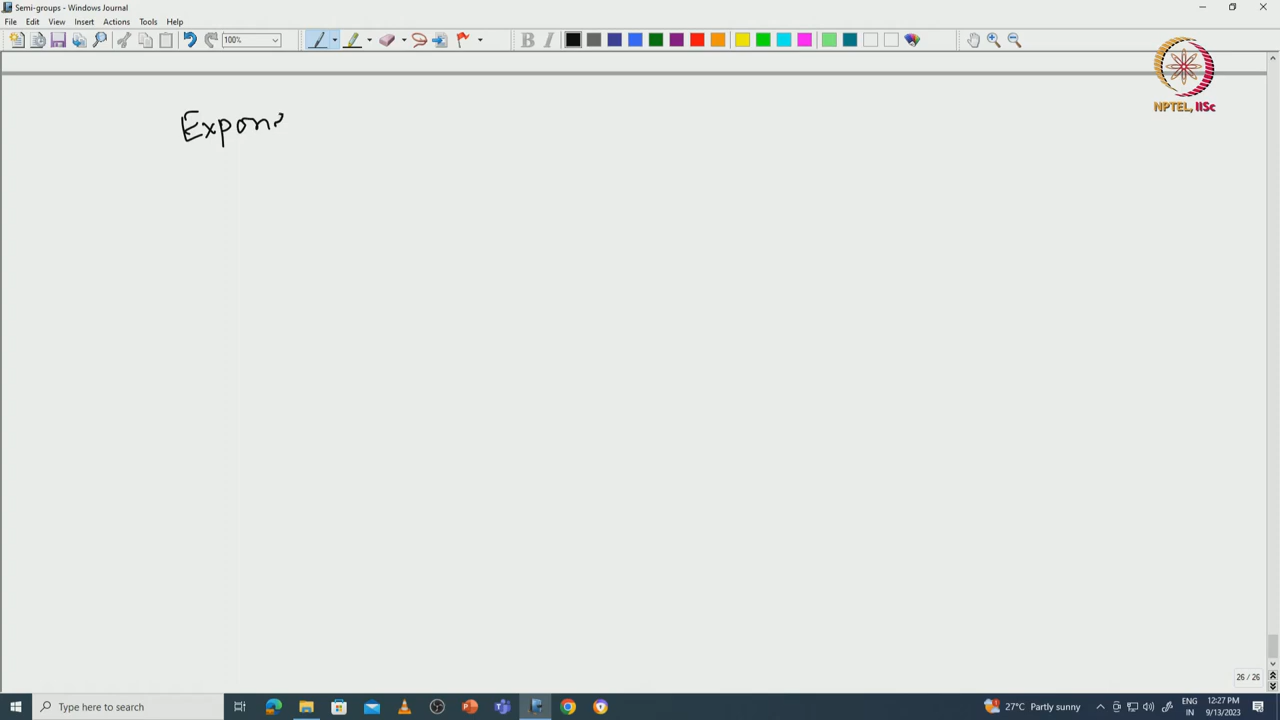 Semi-groups - Windows Journal
File Edit View Insert Actions Tools Help
100%
B I
NPTEL, IISc
Expone
26 / 26
Type here to search
27°C Partly sunny
ENG
IN
12:27 PM
9/13/2023